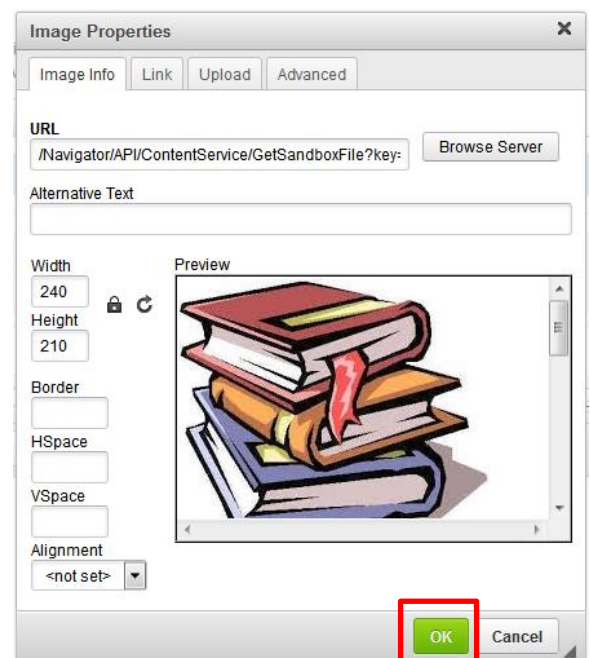 Image Properties
Image Info Link Upload Advanced
URL
/Navigator/API/ContentService/GetSandboxFile?key=
Browse Server
Alternative Text
Width
Preview
240
Height
210
Border
HSpace
VSpace
Alignment
<not set>
OK Cancel